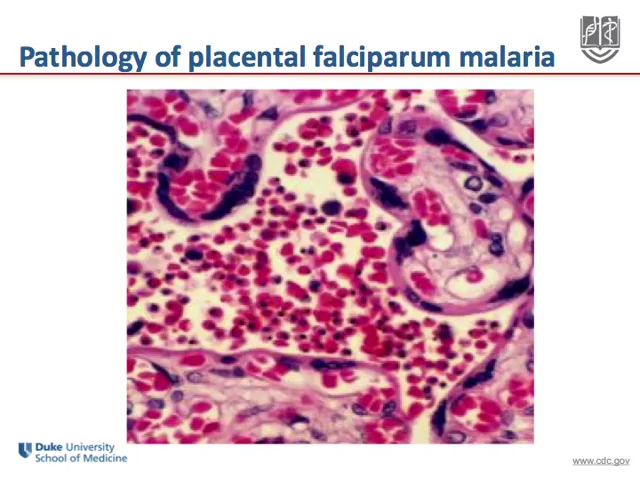 Pathology of placental falciparum malaria
Duke University
School of Medicine
www.cdc.gov